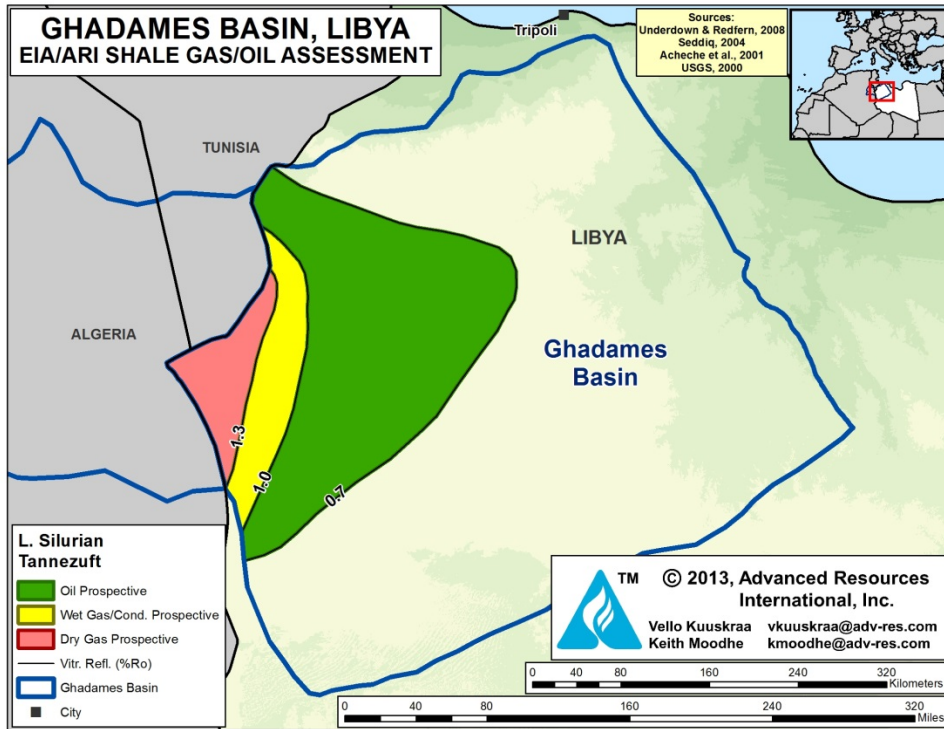 GHADAMES BASIN, LIBYA
EIA/ARI SHALE GAS/OIL ASSESSMENT
Tripoli
Sources:
Underdown & Redfern, 2008
Seddiq, 2004
Acheche et al., 2001
USGS, 2000
TUNISIA
LIBYA
ALGERIA
Ghadames
Basin
1.3
1.0
0.7
L. Silurian
Tannezuft
Oil Prospective
Wet Gas/Cond. Prospective
Dry Gas Prospective
Vitr. Refl. (%Ro)
Ghadames Basin
City
TM
© 2013, Advanced Resources
International, Inc.
Vello Kuuskraa vkuuskraa@adv-res.com
Keith Moodhe kmoodhe@adv-res.com
0 40 80 160 240 320
Kilometers
0 40 80 160 240 320
Miles